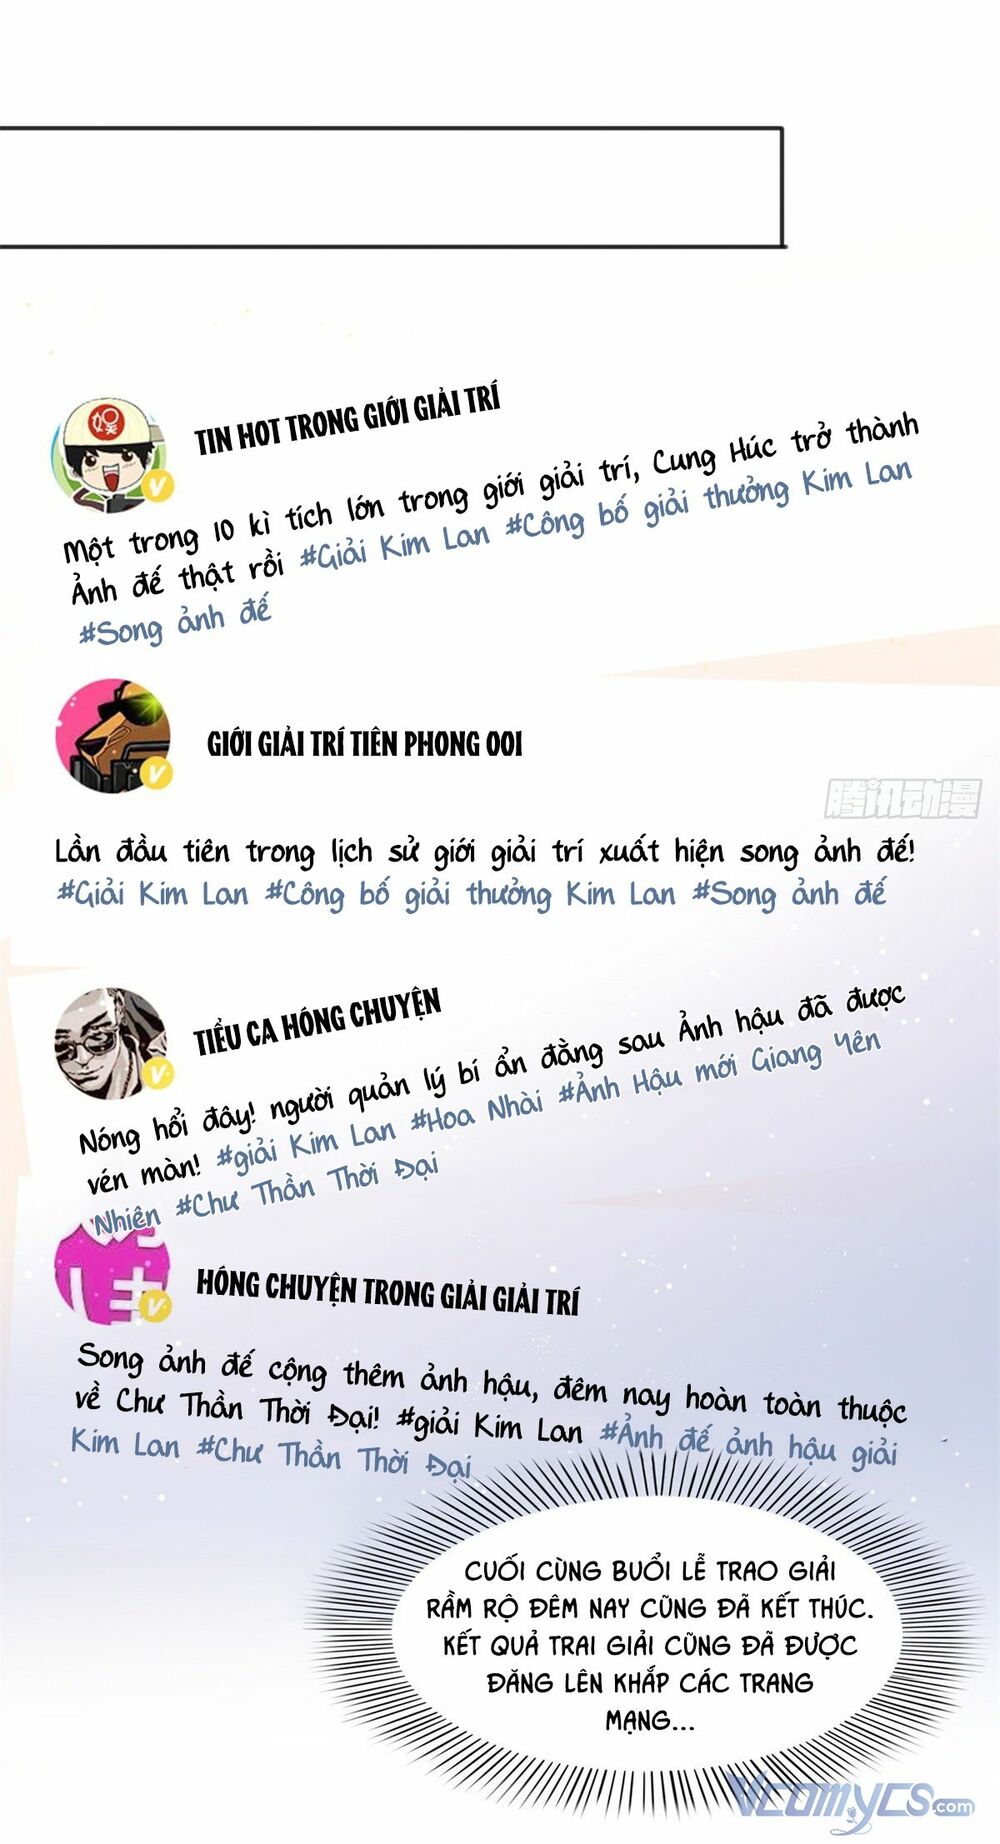 TIN HOT TRONG GIỚI GIẢI TRÍ
Một trong 10 kì tích lớn trong giới giải trí, Cung Húc trở thành
Ảnh đế thật rồi #Giải Kim Lan #Công bố giải thưởng Kim Lan
#Song ảnh đế
GIỚI GIẢI TRÍ TIÊN PHONG 001
腾讯动漫
Lần đầu tiên trong lịch sử giới giải trí xuất hiện song ảnh đế!
#Giải Kim Lan #Công bố giải thưởng Kim Lan #Song ảnh đế
TIỂU CA HÓNG CHUYỆN
Nóng hổi đây! người quản lý bí ẩn đằng sau Ảnh hậu đã được
vén màn! #giải Kim Lan #Hoa Nhài #Ảnh Hậu mới Giang Yên
Nhiên #Chư Thần Thời Đại
HÓNG CHUYỆN TRONG GIẢI GIẢI TRÍ
Song ảnh đế cộng thêm ảnh hậu, đêm nay hoàn toàn thuộc
về Chư Thần Thời Đại! #giải Kim Lan #Ảnh đế ảnh hậu giải
Kim Lan #Chư Thần Thời Đại
CUỐI CÙNG BUỔI LỄ TRAO GIẢI
RẦM RỘ ĐÊM NAY CŨNG ĐÃ KẾT THÚC.
KẾT QUẢ TRAI GIẢI CŨNG ĐÃ ĐƯỢC
ĐĂNG LÊN KHẮP CÁC TRANG
MẠNG...
VCOMYCS.com